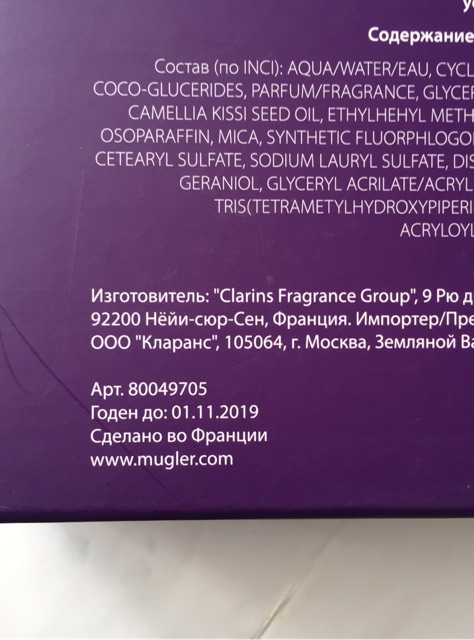 Содержание
Состав (по INCI): AQUA/WATER/EAU, CYCL
COCO-GLUCERIDES, PARFUM/FRAGRANCE, GLYCER
CAMELLIA KISSI SEED OIL, ETHYLHEHYL METH
OSOPARAFFIN, MICA, SYNTHETIC FLUORPHLOGO
CETEARYL SULFATE, SODIUM LAURYL SULFATE, DIS
GERANIOL, GLYCERYL ACRILATE/ACRYL
TRIS(TETRAMETYLHYDROXYPIPERI
ACRYLOYL
Изготовитель: "Clarins Fragrance Group", 9 Рю д
92200 Нёйи-сюр-Сен, Франция. Импортер/Пре
ООО "Кларанс", 105064, г. Москва, Земляной Ва
Арт. 80049705
Годен до: 01.11.2019
Сделано во Франции
www.mugler.com